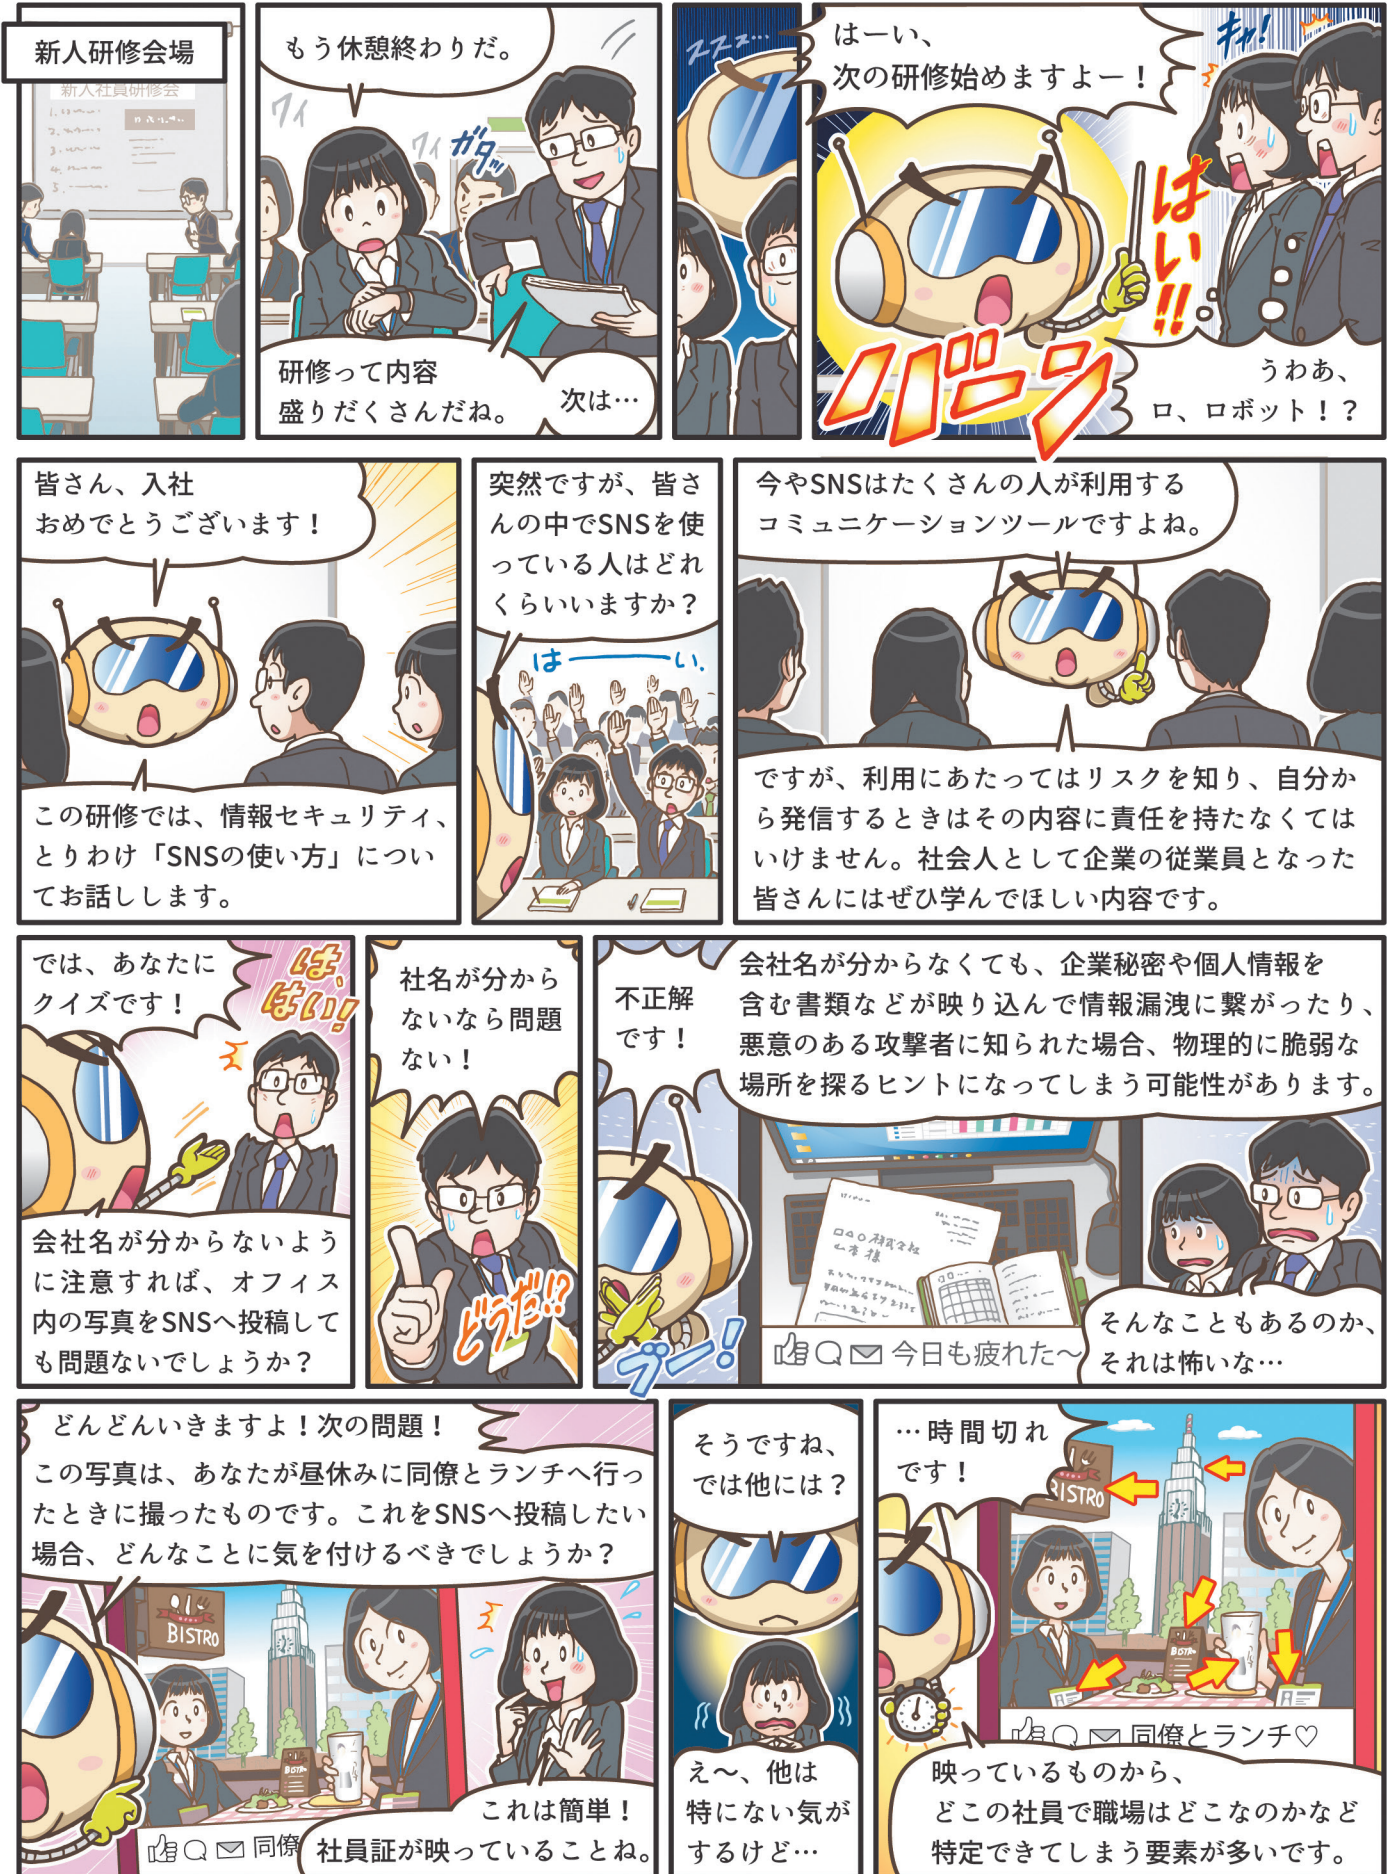 新人研修会場
新人社員研修会
1.
2.
3.
4.
5.
もう休憩終わりだ。
ワイ
ワイ
ガタッ
研修って内容
盛りだくさんだね。
次は…
ズズズ…
はーい、
次の研修始めますよー！
キャ!
はい!!
バーン
うわあ、
ロ、ロボット！？
皆さん、入社
おめでとうございます！
この研修では、情報セキュリティ、
とりわけ「SNSの使い方」につい
てお話しします。
突然ですが、皆さ
んの中でSNSを使
っている人はどれ
くらいいますか？
はーい.
今やSNSはたくさんの人が利用する
コミュニケーションツールですよね。
ですが、利用にあたってはリスクを知り、自分か
ら発信するときはその内容に責任を持たなくては
いけません。社会人として企業の従業員となった
皆さんにはぜひ学んでほしい内容です。
では、あなたに
クイズです！
は、
はい!
会社名が分からないよう
に注意すれば、オフィス
内の写真をSNSへ投稿して
も問題ないでしょうか？
社名が分から
ないなら問題
ない！
どうだ!?
不正解
です！
ブー!
会社名が分からなくても、企業秘密や個人情報を
含む書類などが映り込んで情報漏洩に繋がったり、
悪意のある攻撃者に知られた場合、物理的に脆弱な
場所を探るヒントになってしまう可能性があります。
□△○株式会社
山本様
今日も疲れた～
そんなこともあるのか、
それは怖いな…
どんどんいきますよ！次の問題！
この写真は、あなたが昼休みに同僚とランチへ行っ
たときに撮ったものです。これをSNSへ投稿したい
場合、どんなことに気を付けるべきでしょうか？
BISTRO
BISTRO
同僚
これは簡単！
社員証が映っていることね。
そうですね、
では他には？
え～、他は
特にない気が
するけど…
…時間切れ
です！
BISTRO
BISTRO
同僚とランチ♡
映っているものから、
どこの社員で職場はどこなのかなど
特定できてしまう要素が多いです。